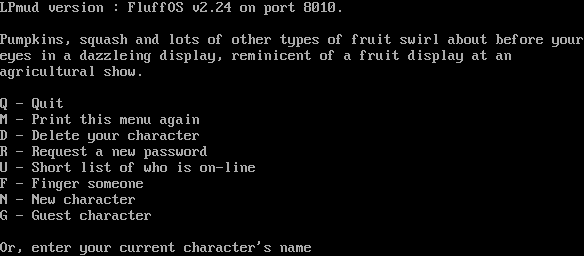 LPmud version : FluffOS v2.24 on port 8010.
Pumpkins, squash and lots of other types of fruit swirl about before your
eyes in a dazzleing display, reminicent of a fruit display at an
agricultural show.
Q - Quit
M - Print this menu again
D - Delete your character
R - Request a new password
U - Short list of who is on-line
F - Finger someone
N - New character
G - Guest character
Or, enter your current character's name